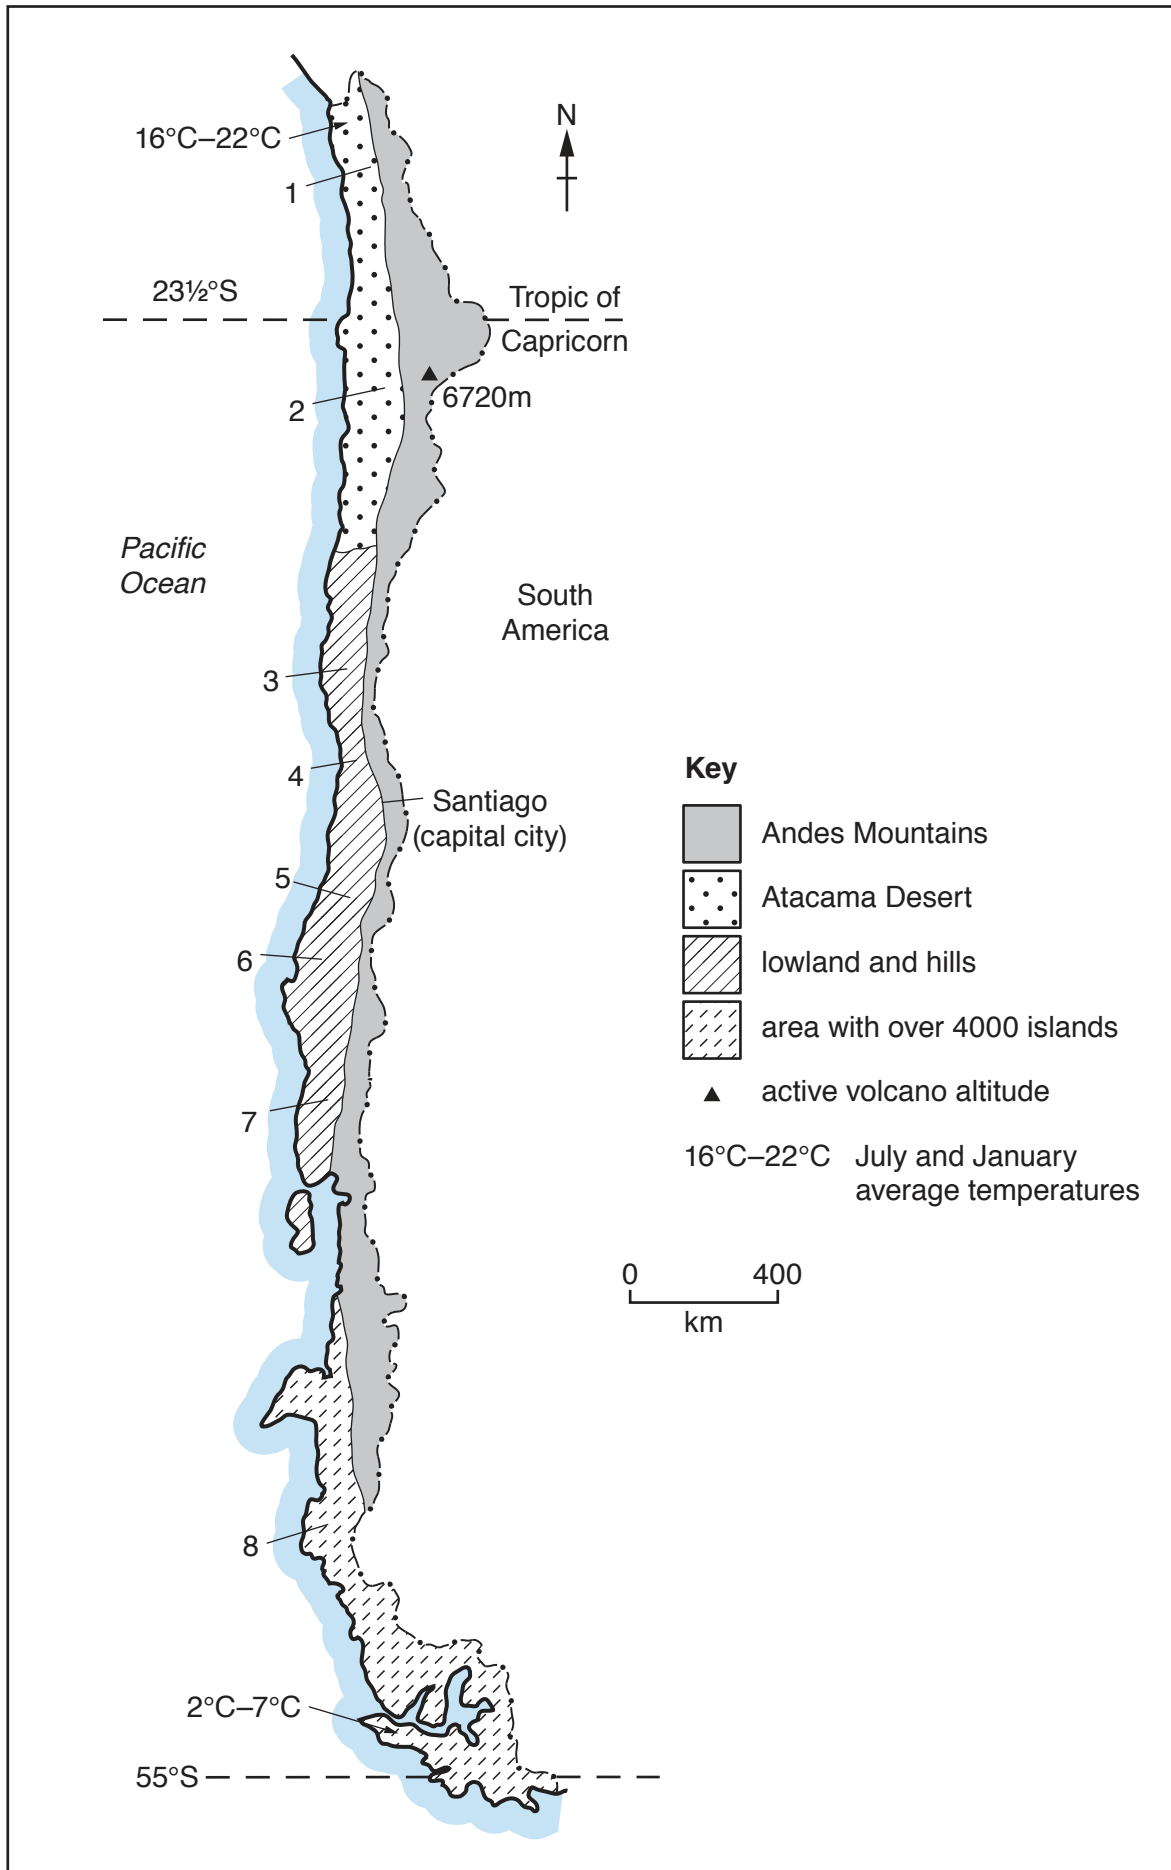 N
16°C–22°C
1
23½°S
Tropic of
Capricorn
2
6720m
Pacific
Ocean
South
America
3
4
Santiago
(capital city)
5
6
7
8
2°C–7°C
55°S
Key
Andes Mountains
Atacama Desert
lowland and hills
area with over 4000 islands
active volcano altitude
16°C–22°C July and January
average temperatures
0 400
km